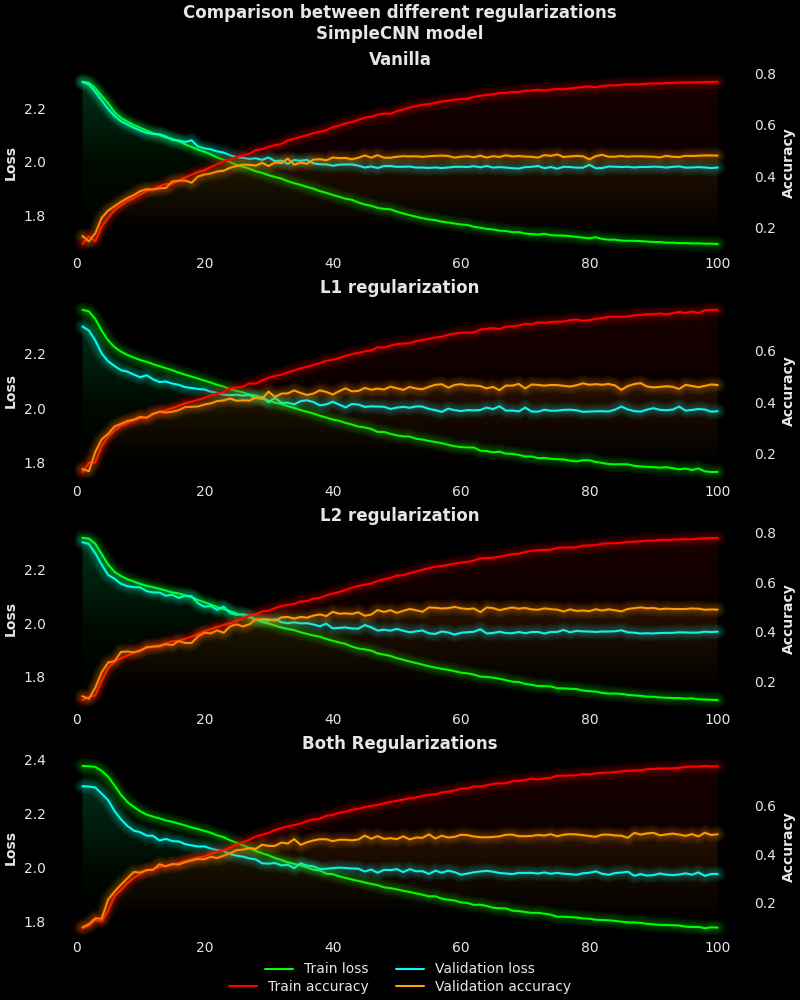 Comparison between different regularizations
SimpleCNN model
Vanilla
Loss
2.2
2.0
1.8
0.8
0.6
0.4
0.2
Accuracy
0 20 40 60 80 100
L1 regularization
Loss
2.2
2.0
1.8
0.6
0.4
0.2
Accuracy
0 20 40 60 80 100
L2 regularization
Loss
2.2
2.0
1.8
0.8
0.6
0.4
0.2
Accuracy
0 20 40 60 80 100
Both Regularizations
Loss
2.4
2.2
2.0
1.8
0.6
0.4
0.2
Accuracy
0 20 40 60 80 100
Train loss Validation loss
Train accuracy Validation accuracy